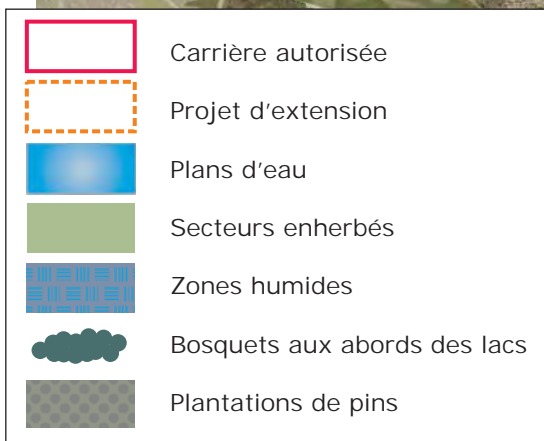 Carrière autorisée
Projet d'extension
Plans d'eau
Secteurs enherbés
Zones humides
Bosquets aux abords des lacs
Plantations de pins